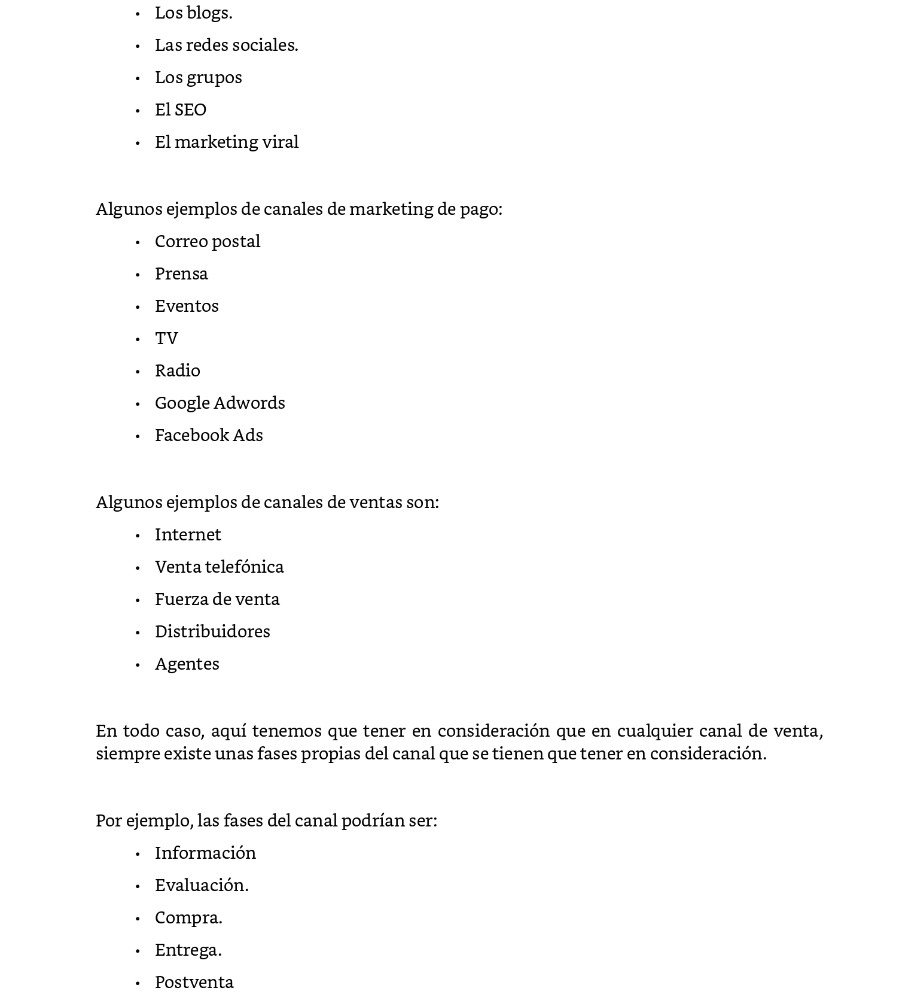 • Los blogs.
• Las redes sociales.
• Los grupos
• El SEO
• El marketing viral
Algunos ejemplos de canales de marketing de pago:
• Correo postal
• Prensa
• Eventos
• TV
• Radio
• Google Adwords
• Facebook Ads
Algunos ejemplos de canales de ventas son:
• Internet
• Venta telefónica
• Fuerza de venta
• Distribuidores
• Agentes
En todo caso, aquí tenemos que tener en consideración que en cualquier canal de venta,
siempre existe unas fases propias del canal que se tienen que tener en consideración.
Por ejemplo, las fases del canal podrían ser:
• Información
• Evaluación.
• Compra.
• Entrega.
• Postventa